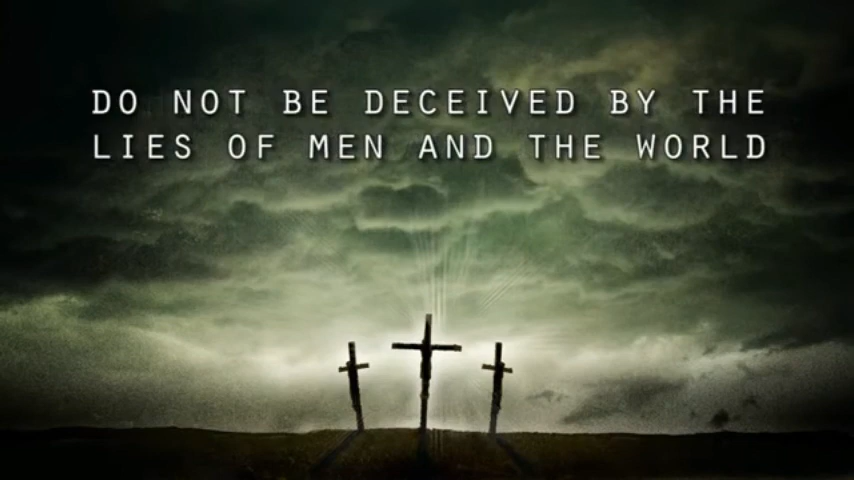 DO NOT BE DECEIVED BY THE
LIES OF MEN AND THE WORLD